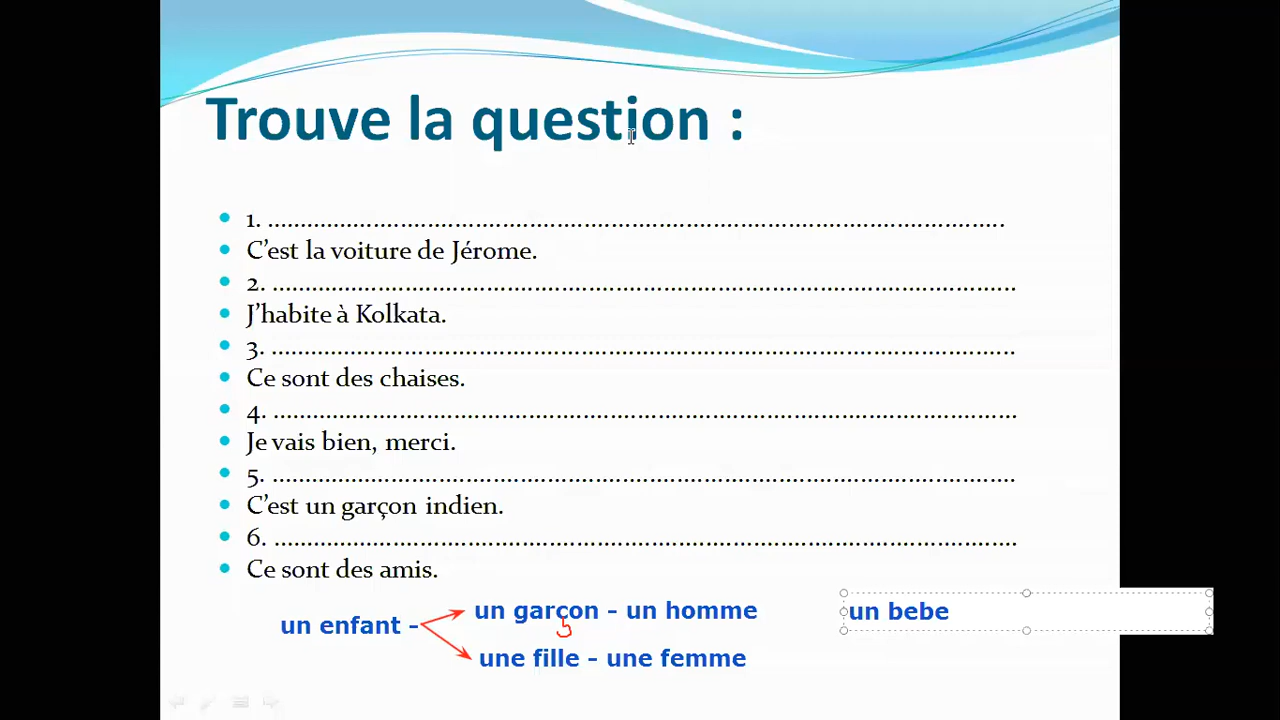 Trouve la question :
1. ........................................................................................................................................
C’est la voiture de Jérome.
2. ........................................................................................................................................
J’habite à Kolkata.
3. ........................................................................................................................................
Ce sont des chaises.
4. ........................................................................................................................................
Je vais bien, merci.
5. ........................................................................................................................................
C’est un garçon indien.
6. ........................................................................................................................................
Ce sont des amis.
un enfant -
un garcon - un homme
une fille - une femme
un bebe